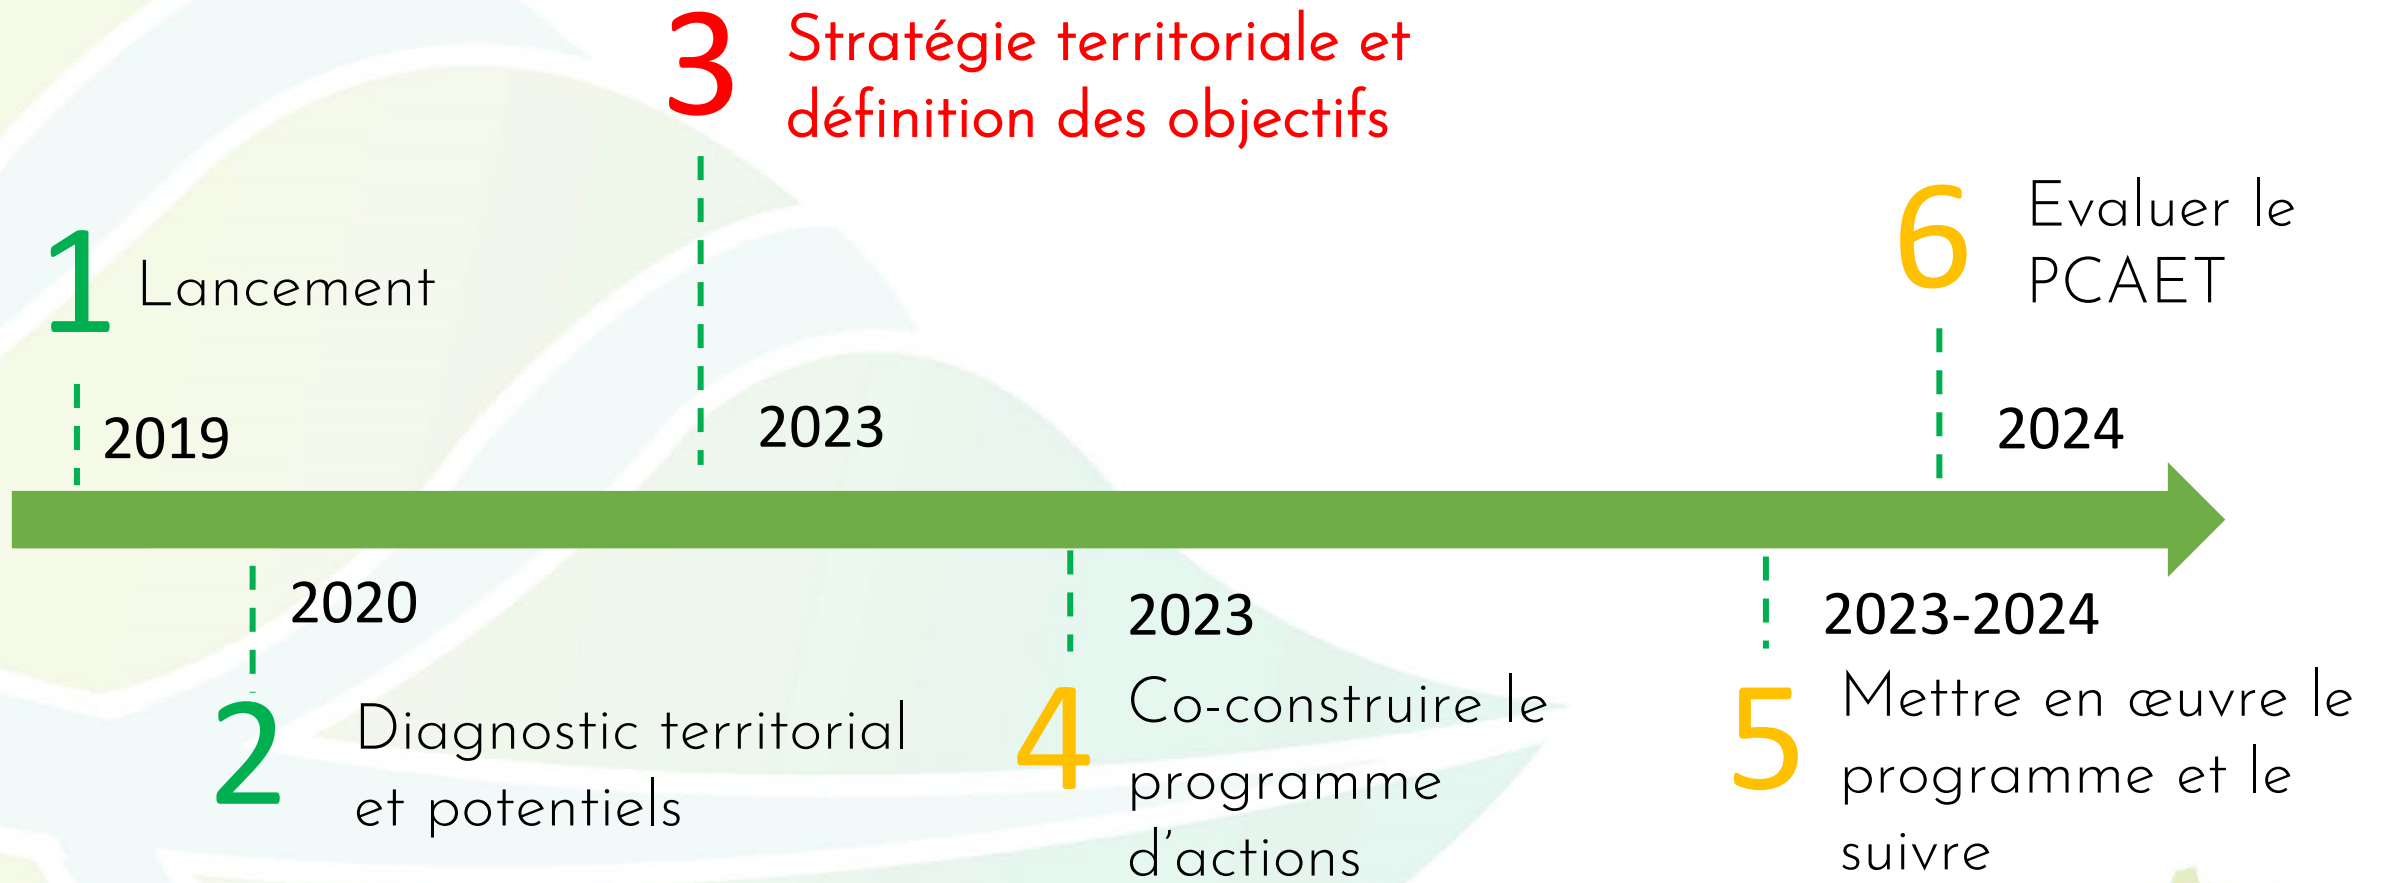 1
Lancement
2019
2
2020
Diagnostic territorial
et potentiels
3
Stratégie territoriale et
définition des objectifs
2023
4
2023
Co-construire le
programme
d’actions
5
2023-2024
Mettre en œuvre le
programme et le
suivre
6
Evaluer le
PCAET
2024